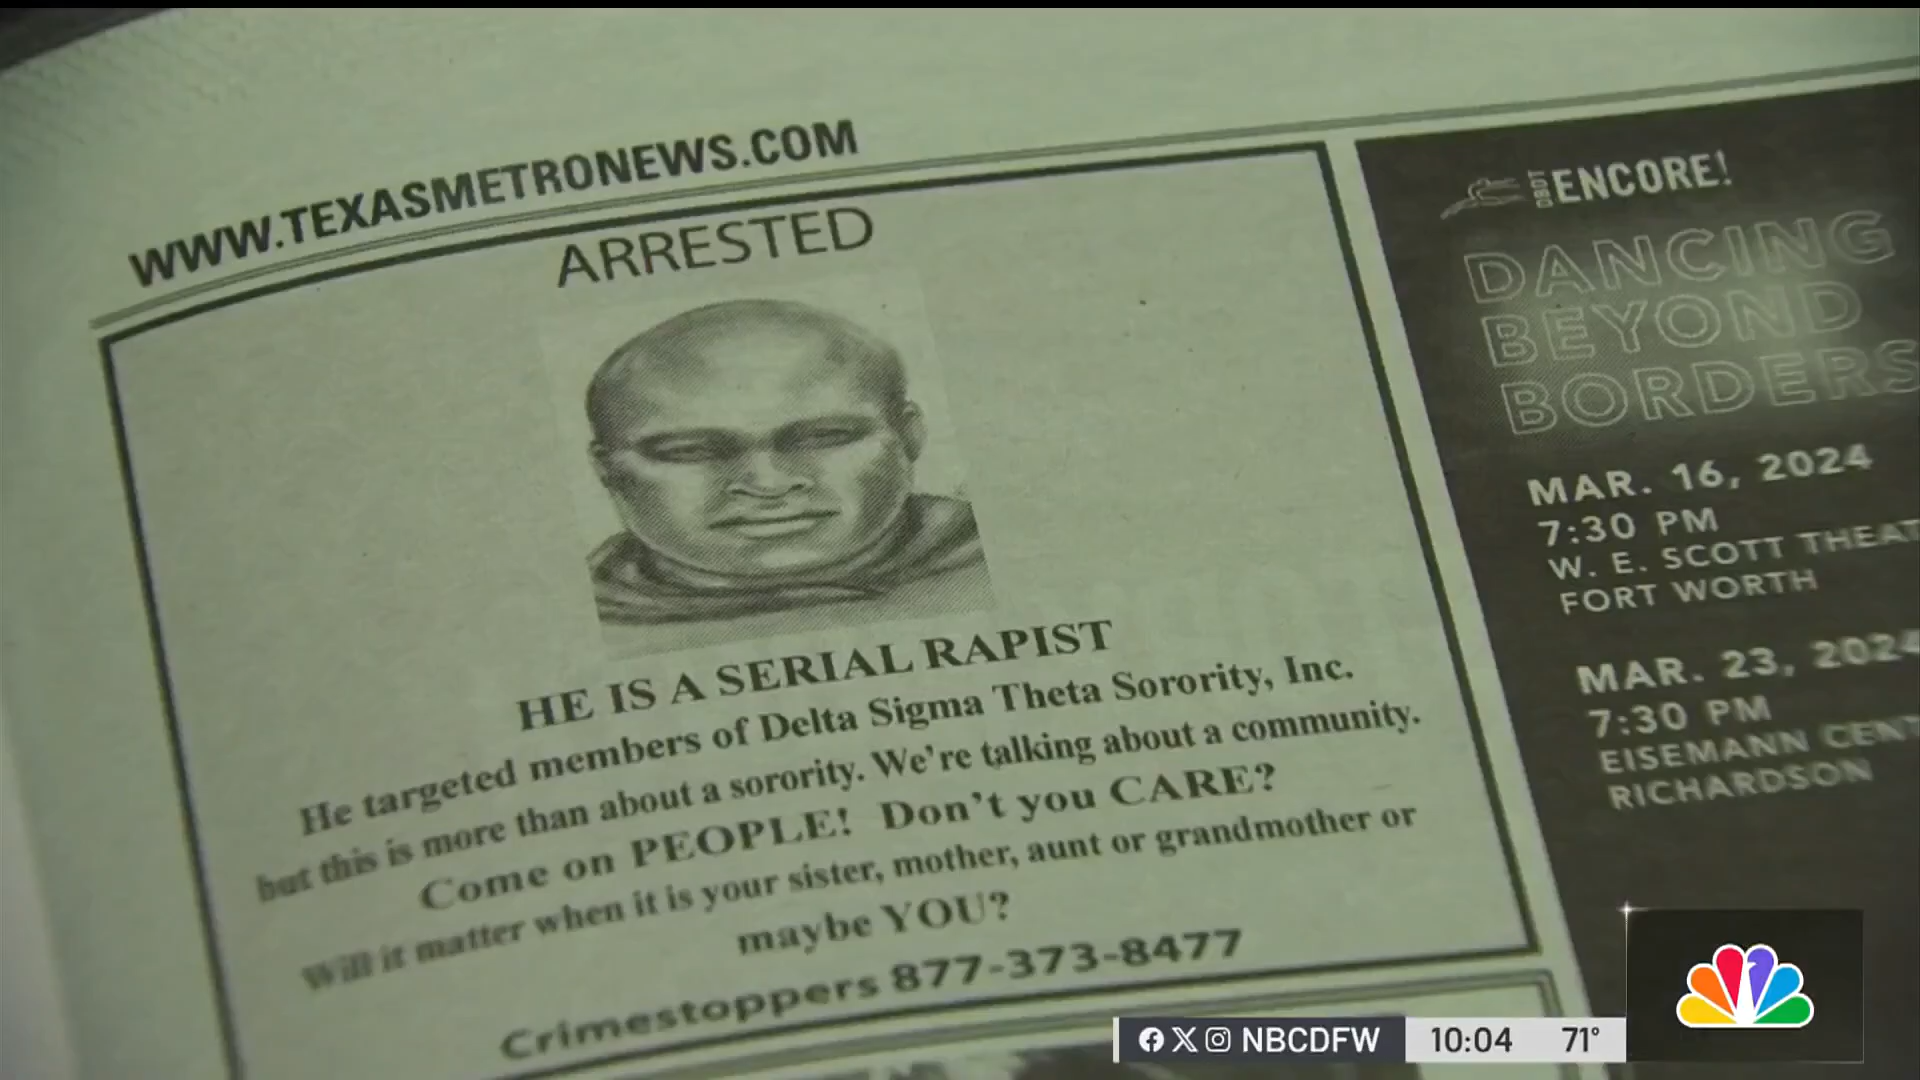 WWW.TEXASMETRONEWS.COM
ARRESTED
HE IS A SERIAL RAPIST
He targeted members of Delta Sigma Theta Sorority, Inc.
but this is more than about a sorority. We're talking about a community.
Come on PEOPLE! Don't you CARE?
Will it matter when it is your sister, mother, aunt or grandmother or
maybe YOU?
Crimestoppers 877-373-8477
ENCORE!
DANCING
BEYOND
BORDERS
MAR. 16, 2024
7:30 PM
W. E. SCOTT THEAT
FORT WORTH
MAR. 23, 2024
7:30 PM
EISEMANN CENT
RICHARDSON
NBCDFW 10:04 71°